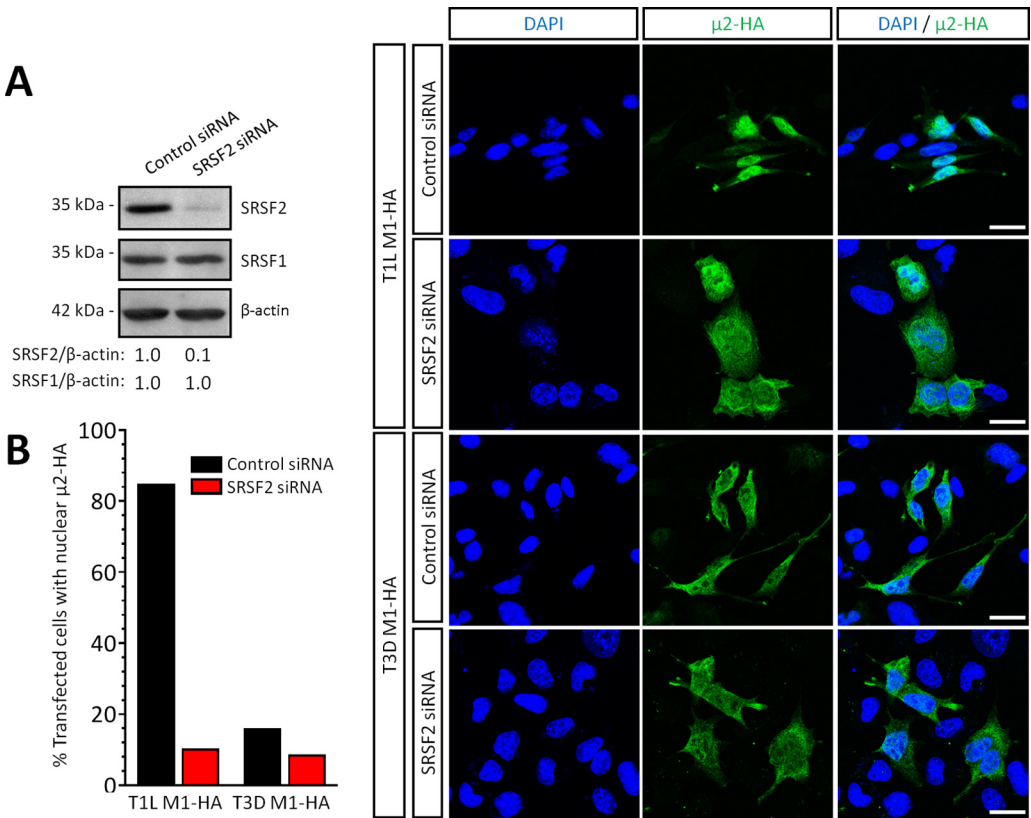 A
Control siRNA
SRSF2 siRNA
35 kDa -
SRSF2
35 kDa -
SRSF1
42 kDa -
β-actin
SRSF2/β-actin: 1.0 0.1
SRSF1/β-actin: 1.0 1.0
B
% Transfected cells with nuclear μ2-HA
100
80
60
40
20
0
Control siRNA
SRSF2 siRNA
T1L M1-HA T3D M1-HA
DAPI
μ2-HA
DAPI / μ2-HA
T1L M1-HA
Control siRNA
SRSF2 siRNA
T3D M1-HA
Control siRNA
SRSF2 siRNA